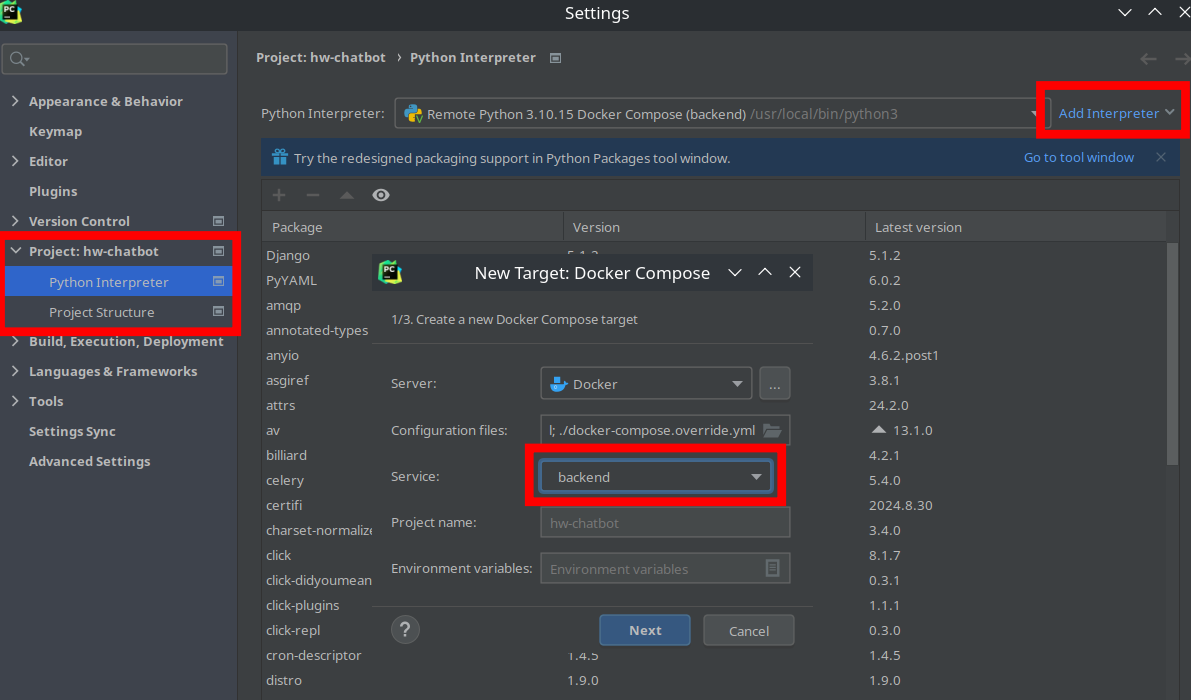 Settings
Project: hw-chatbot › Python Interpreter
Appearance & Behavior
Keymap
Editor
Plugins
Version Control
Project: hw-chatbot
Python Interpreter
Project Structure
Build, Execution, Deployment
Languages & Frameworks
Tools
Settings Sync
Advanced Settings
Python Interpreter: Remote Python 3.10.15 Docker Compose (backend) /usr/local/bin/python3 Add Interpreter
Try the redesigned packaging support in Python Packages tool window. Go to tool window
Package Version Latest version
Django 5.1.2
PyYAML 6.0.2
amqp 5.2.0
annotated-types 0.7.0
anyio 4.6.2.post1
asgiref 3.8.1
attrs 24.2.0
av 13.1.0
billiard 4.2.1
celery 5.4.0
certifi 2024.8.30
charset-normalize 3.4.0
click 8.1.7
click-didyoumean 0.3.1
click-plugins 1.1.1
click-repl 0.3.0
cron-descriptor 1.4.5 1.4.5
distro 1.9.0 1.9.0
New Target: Docker Compose
1/3. Create a new Docker Compose target
Server: Docker ...
Configuration files: l; ./docker-compose.override.yml
Service: backend
Project name: hw-chatbot
Environment variables: Environment variables
? Next Cancel